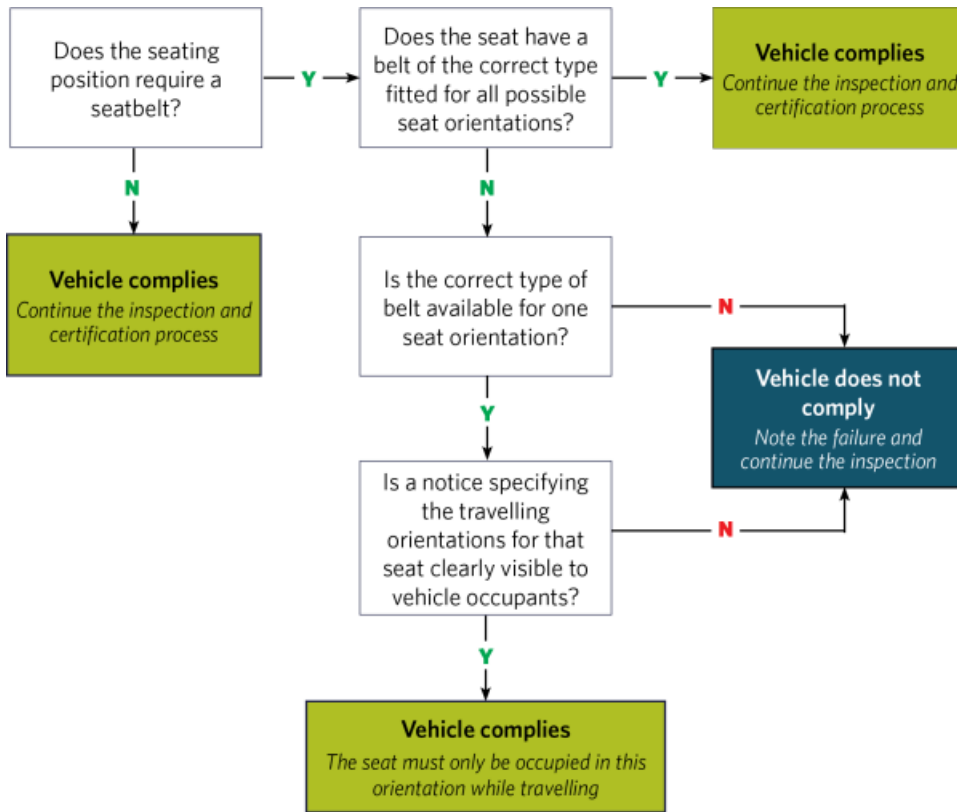 Does the seating
position require a
seatbelt?
Y
Does the seat have a
belt of the correct type
fitted for all possible
seat orientations?
Y
Vehicle complies
Continue the inspection and
certification process
N
N
Vehicle complies
Continue the inspection and
certification process
Is the correct type of
belt available for one
seat orientation?
N
Vehicle does not
comply
Note the failure and
continue the inspection
Y
Is a notice specifying
the travelling
orientations for that
seat clearly visible to
vehicle occupants?
N
Y
Vehicle complies
The seat must only be occupied in this
orientation while travelling